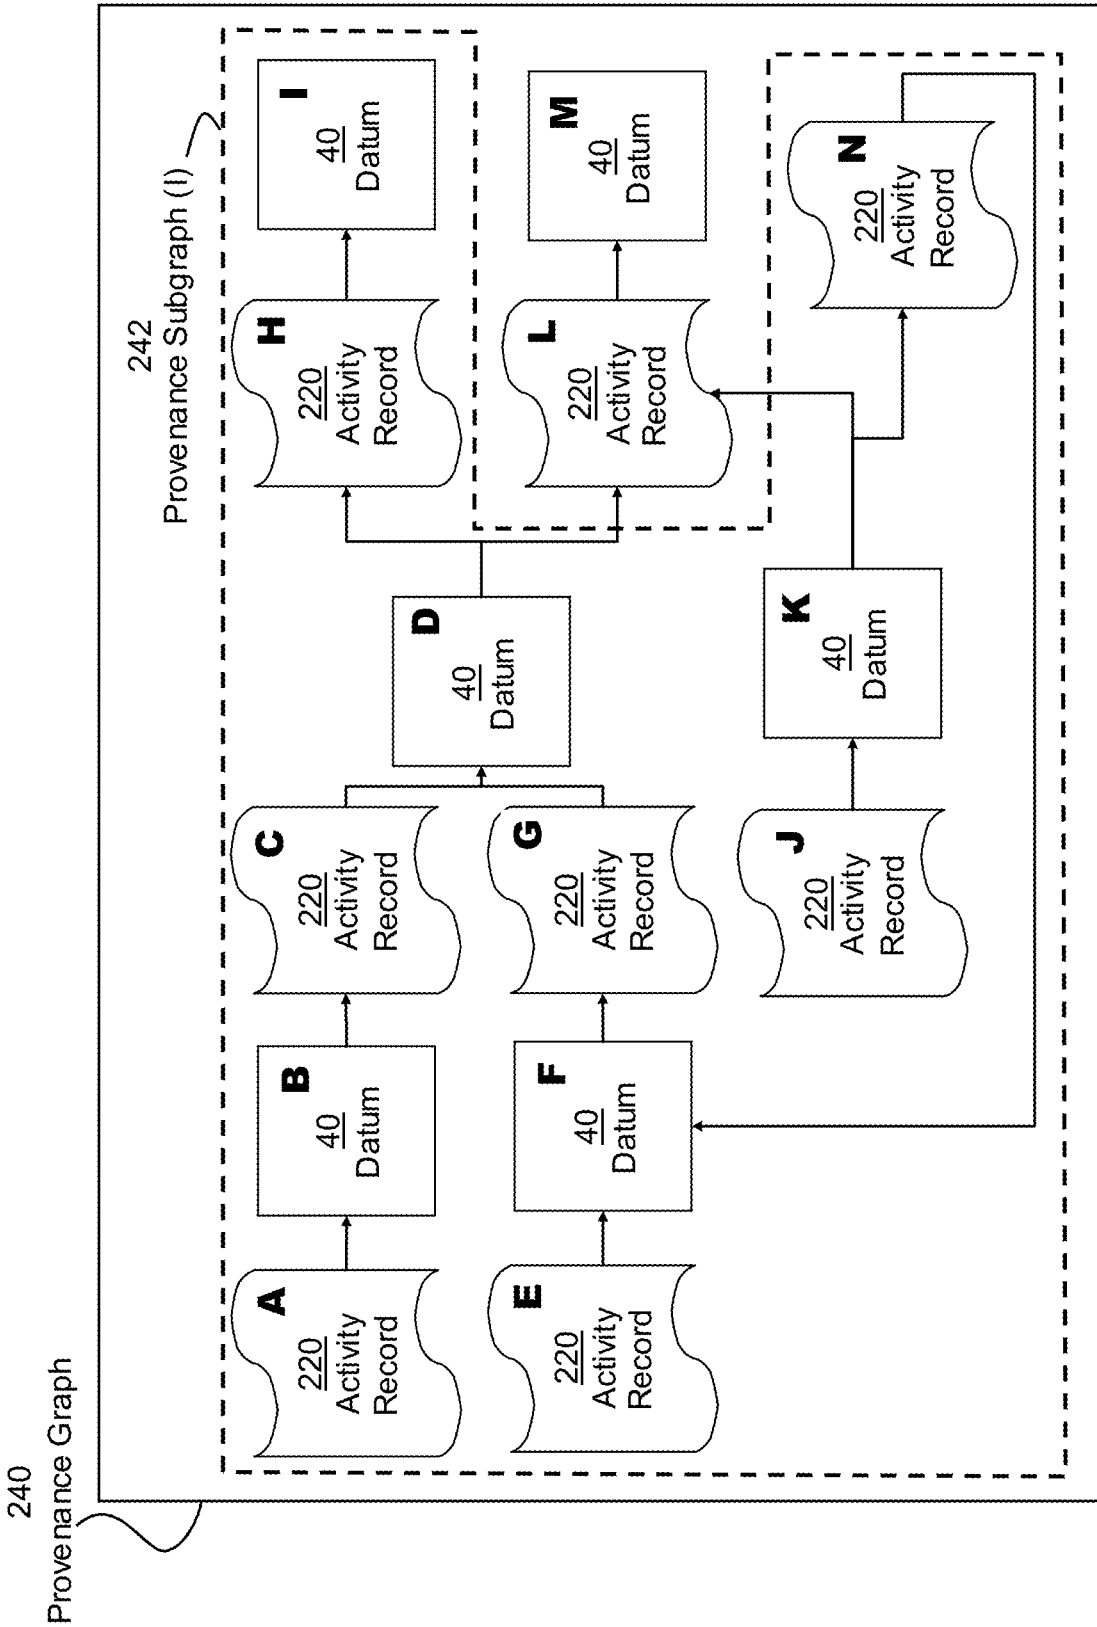 240
Provenance Graph
242
Provenance Subgraph (I)
A
220
Activity
Record
B
40
Datum
C
220
Activity
Record
H
220
Activity
Record
I
40
Datum
D
40
Datum
E
220
Activity
Record
F
40
Datum
G
220
Activity
Record
L
220
Activity
Record
M
40
Datum
J
220
Activity
Record
K
40
Datum
N
220
Activity
Record